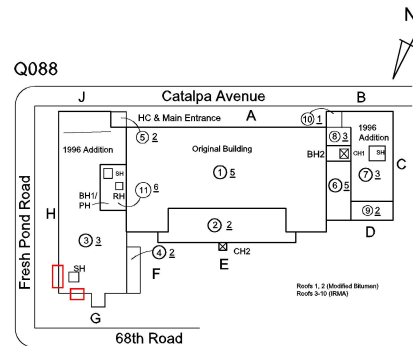 N
Q088
J
Catalpa Avenue
B
HC & Main Entrance
A
10 1
5 2
8 3
1996 Addition
1996 Addition
Original Building
BH2
CH1
SH
C
1 5
SH
RH
BH1/
PH
11 6
6 5
7 3
Fresh Pond Road
H
2 2
9 2
D
3 3
4 2
F
E
CH2
SH
G
Roofs 1, 2 (Modified Bitumen)
Roofs 3-10 (IRMA)
68th Road